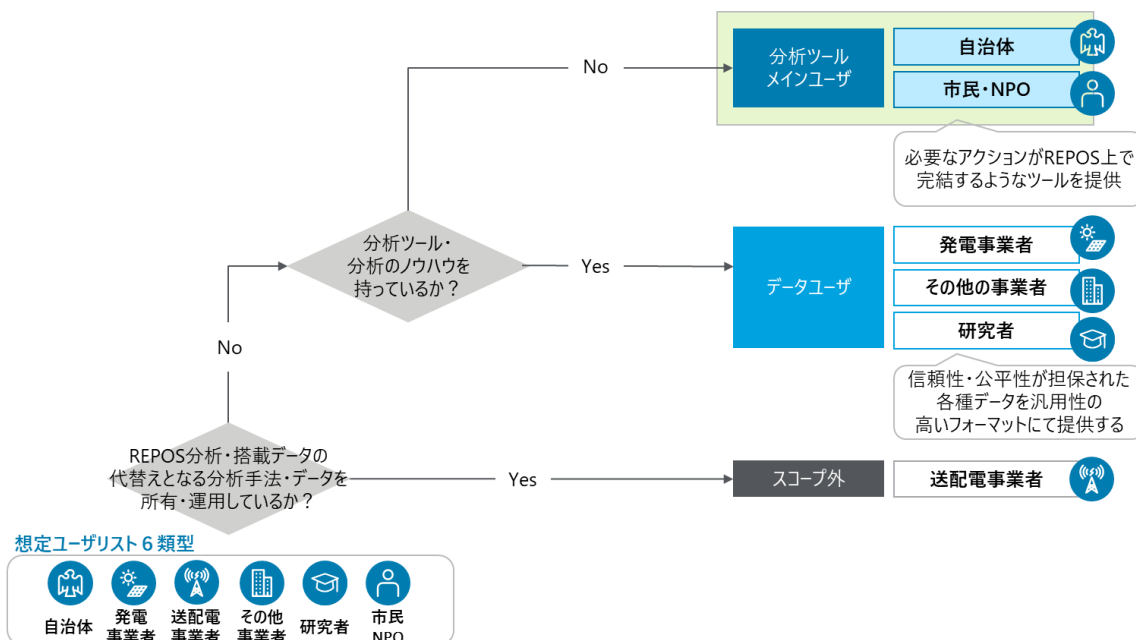 No
分析ツール
メインユーザ
自治体
市民・NPO
必要なアクションがREPOS上で
完結するようなツールを提供
分析ツール・
分析のノウハウを
持っているか？
Yes
データユーザ
発電事業者
その他の事業者
研究者
信頼性・公平性が担保された
各種データを汎用性の
高いフォーマットにて提供する
No
REPOS分析・搭載データの
代替えとなる分析手法・データを
所有・運用しているか？
Yes
スコープ外
送配電事業者
想定ユーザリスト６類型
自治体
発電
事業者
送配電
事業者
その他
事業者
研究者
市民
NPO